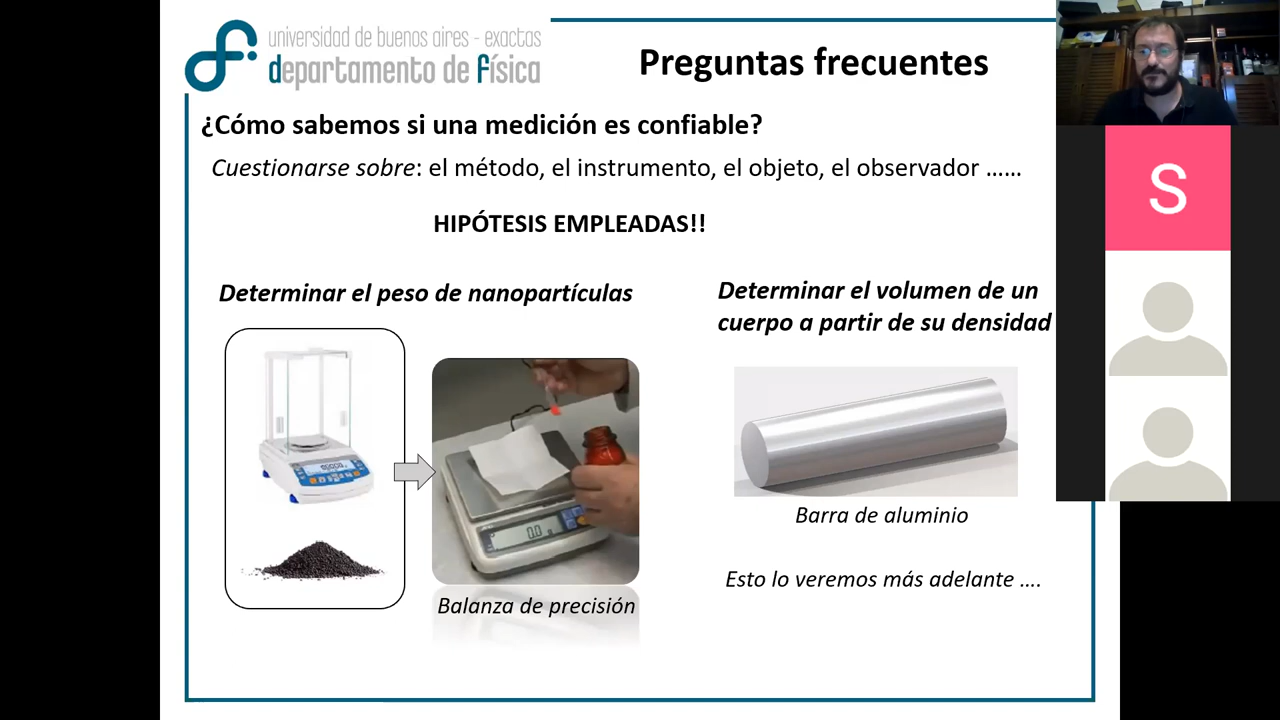 universidad de buenos aires - exactas
departamento de física
Preguntas frecuentes
¿Cómo sabemos si una medición es confiable?
Cuestionarse sobre: el método, el instrumento, el objeto, el observador ……
HIPÓTESIS EMPLEADAS!!
Determinar el peso de nanopartículas
Determinar el volumen de un
cuerpo a partir de su densidad
0.0
Balanza de precisión
Barra de aluminio
Esto lo veremos más adelante ….
S